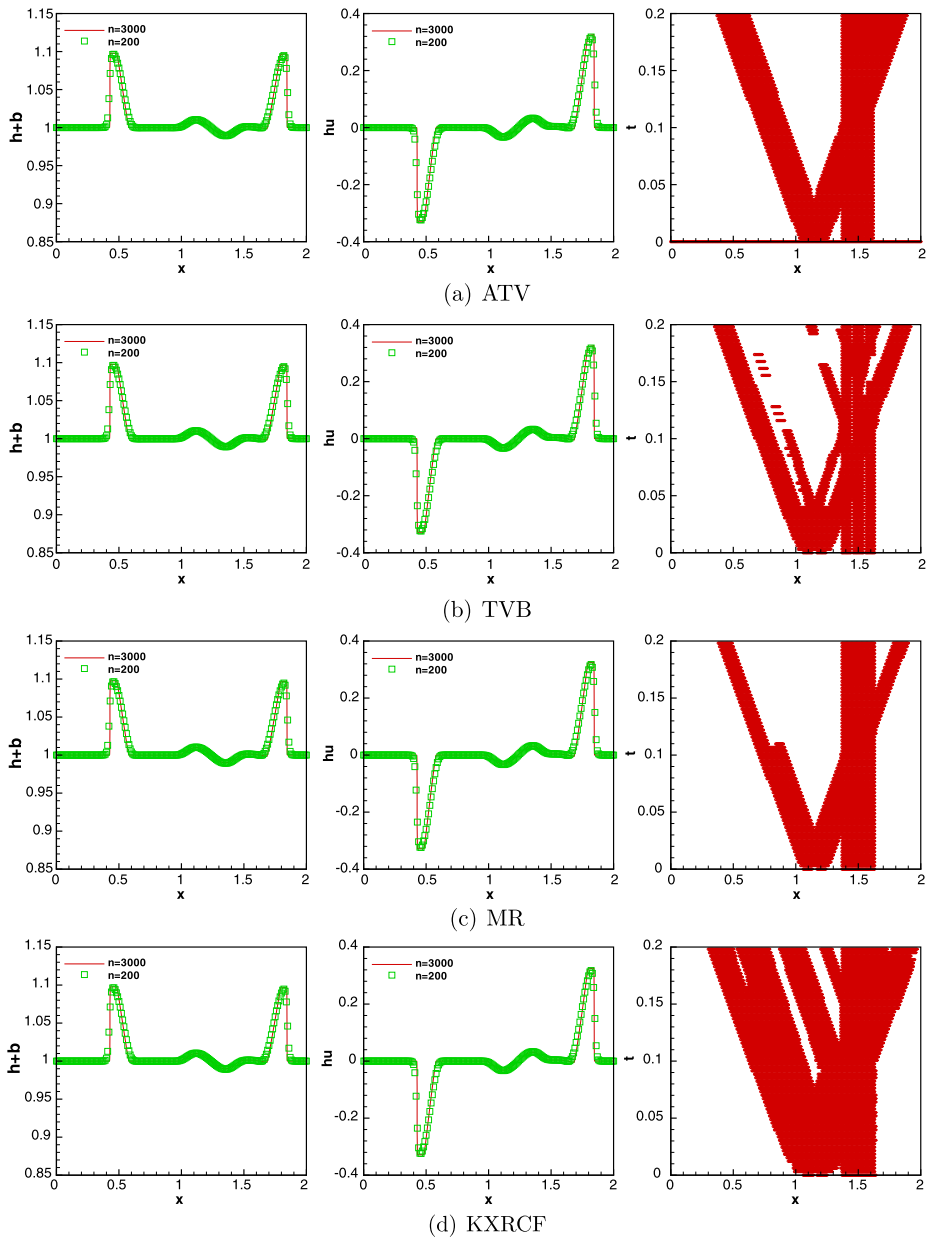 h+b
1.15
1.1
1.05
1
0.95
0.9
0.85
n=3000
n=200
0 0.5 1 1.5 2
x
hu
0.4
0.2
0
-0.2
-0.4
n=3000
n=200
0 0.5 1 1.5 2
x
t
0.2
0.15
0.1
0.05
0
0 0.5 1 1.5 2
x
(a) ATV
h+b
1.15
1.1
1.05
1
0.95
0.9
0.85
n=3000
n=200
0 0.5 1 1.5 2
x
hu
0.4
0.2
0
-0.2
-0.4
n=3000
n=200
0 0.5 1 1.5 2
x
t
0.2
0.15
0.1
0.05
0
0 0.5 1 1.5 2
x
(b) TVB
h+b
1.15
1.1
1.05
1
0.95
0.9
0.85
n=3000
n=200
0 0.5 1 1.5 2
x
hu
0.4
0.2
0
-0.2
-0.4
n=3000
n=200
0 0.5 1 1.5 2
x
t
0.2
0.15
0.1
0.05
0
0 0.5 1 1.5 2
x
(c) MR
h+b
1.15
1.1
1.05
1
0.95
0.9
0.85
n=3000
n=200
0 0.5 1 1.5 2
x
hu
0.4
0.2
0
-0.2
-0.4
n=3000
n=200
0 0.5 1 1.5 2
x
t
0.2
0.15
0.1
0.05
0
0 0.5 1 1.5 2
x
(d) KXRCF